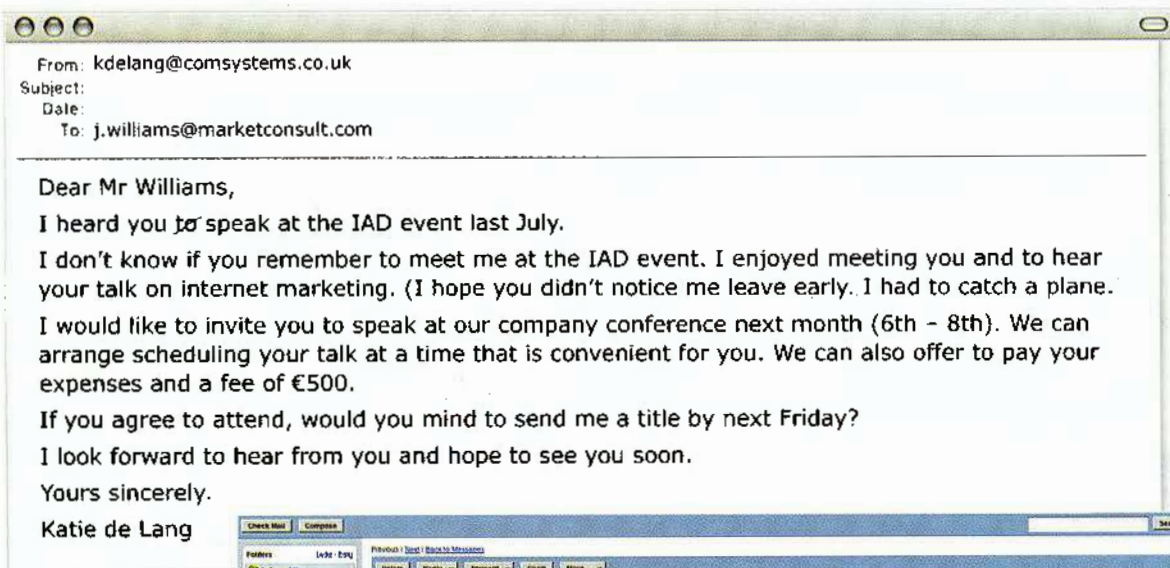 From: kdelang@comsystems.co.uk
Subject:
Date:
To: j.williams@marketconsult.com
Dear Mr Williams,
I heard you to speak at the IAD event last July.
I don't know if you remember to meet me at the IAD event. I enjoyed meeting you and to hear
your talk on internet marketing. (I hope you didn't notice me leave early. I had to catch a plane.
I would like to invite you to speak at our company conference next month (6th – 8th). We can
arrange scheduling your talk at a time that is convenient for you. We can also offer to pay your
expenses and a fee of €500.
If you agree to attend, would you mind to send me a title by next Friday?
I look forward to hear from you and hope to see you soon.
Yours sincerely.
Katie de Lang
Check Mail Compose
Folders
Previous | Next | Back to Messages